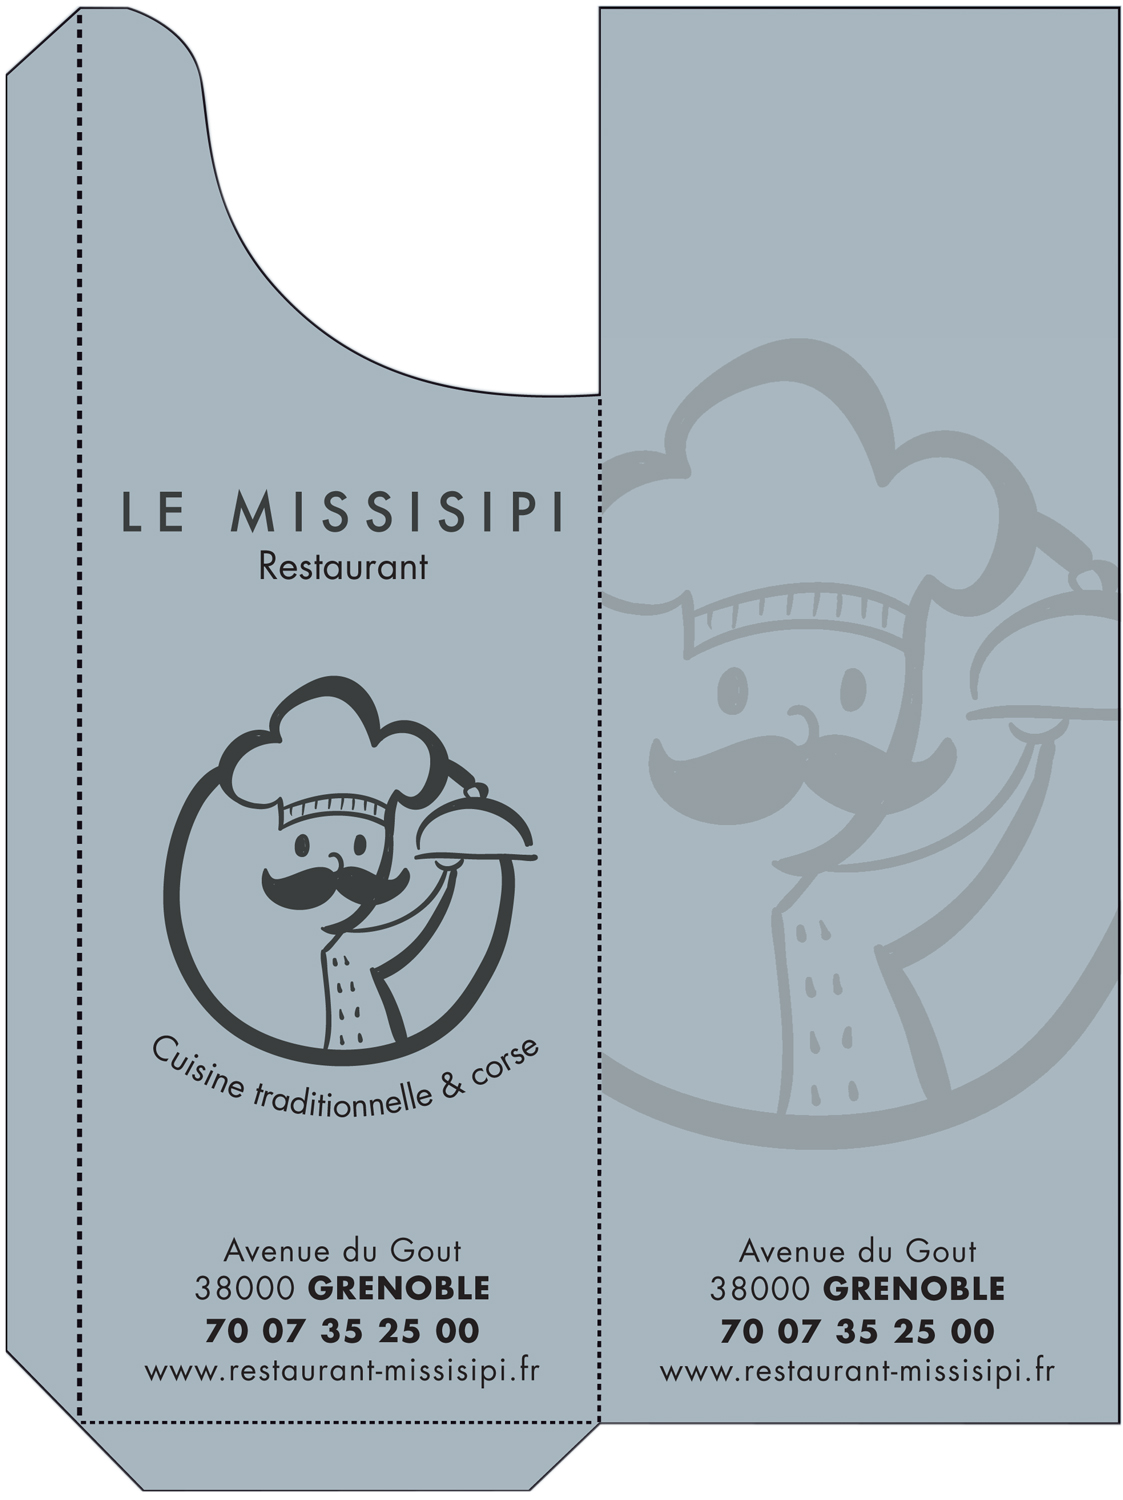 LE MISSISIPI
Restaurant
Cuisine traditionnelle & corse
Avenue du Gout
38000 GRENOBLE
70 07 35 25 00
www.restaurant-missisipi.fr
Avenue du Gout
38000 GRENOBLE
70 07 35 25 00
www.restaurant-missisipi.fr